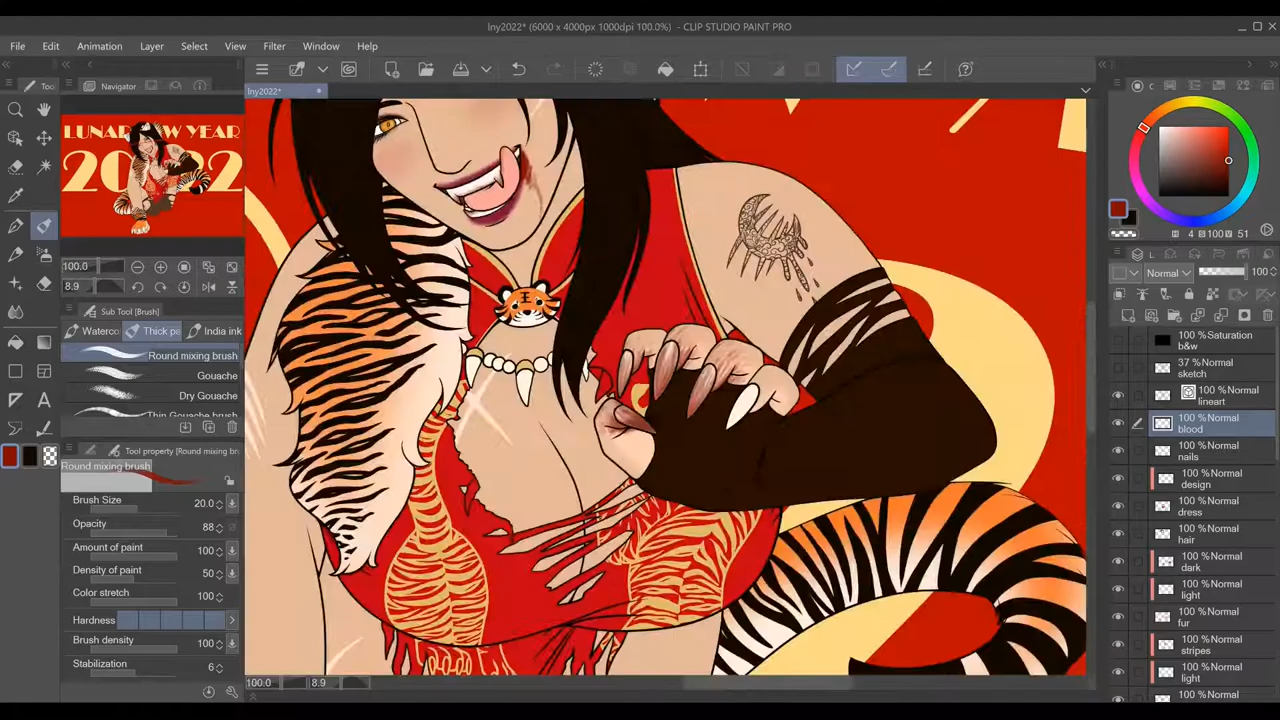 lny2022* (6000 x 4000px 1000dpi 100.0%) - CLIP STUDIO PAINT PRO
File Edit Animation Layer Select View Filter Window Help
Too
Navigator
lny2022*
LUNAR W YEAR
2022
100.0
8.9
Sub Tool [Brush]
Waterco
Thick pa
India ink
Round mixing brush
Gouache
Dry Gouache
Thin Gouache brush
Tool property [Round mixing br
Round mixing brush
Brush Size 20.0
Opacity 88
Amount of paint 100
Density of paint 50
Color stretch 100
Hardness
Brush density 100
Stabilization 6
王
100.0
8.9
H 4 S 100 V 51
L
Normal
100
100 %Saturation
b&w
37 %Normal
sketch
100 %Normal
lineart
100 %Normal
blood
100 %Normal
nails
100 %Normal
design
100 %Normal
dress
100 %Normal
hair
100 %Normal
dark
100 %Normal
light
100 %Normal
fur
100 %Normal
stripes
100 %Normal
light
100 %Normal